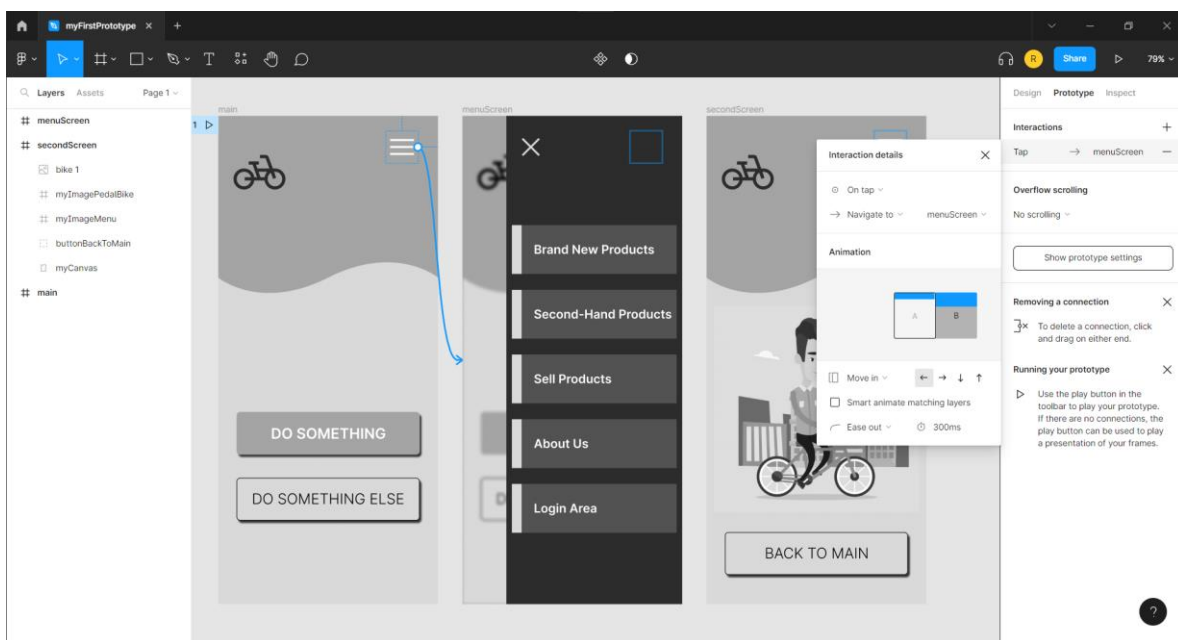 myFirstPrototype
R
Share
79%
Layers Assets Page 1
Design Prototype Inspect
menuScreen
secondScreen
bike 1
myImagePedalBike
myImageMenu
buttonBackToMain
myCanvas
main
main
1
DO SOMETHING
DO SOMETHING ELSE
menuScreen
Brand New Products
Second-Hand Products
Sell Products
About Us
Login Area
D
secondScreen
BACK TO MAIN
Interaction details
On tap
Navigate to menuScreen
Animation
A B
Move in
Smart animate matching layers
Ease out 300ms
Interactions
Tap → menuScreen
Overflow scrolling
No scrolling
Show prototype settings
Removing a connection
To delete a connection, click
and drag on either end.
Running your prototype
Use the play button in the
toolbar to play your prototype.
If there are no connections, the
play button can be used to play
a presentation of your frames.
?